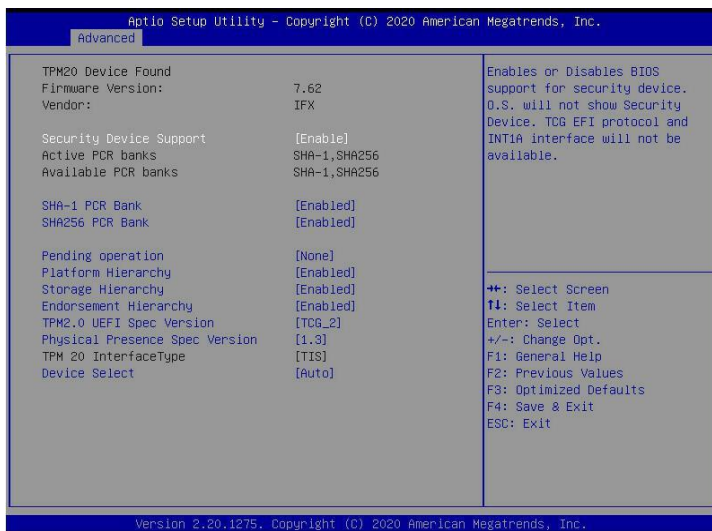 Aptio Setup Utility – Copyright (C) 2020 American Megatrends, Inc.
Advanced
TPM20 Device Found
Firmware Version: 7.62
Vendor: IFX
Security Device Support [Enable]
Active PCR banks SHA-1,SHA256
Available PCR banks SHA-1,SHA256
SHA-1 PCR Bank [Enabled]
SHA256 PCR Bank [Enabled]
Pending operation [None]
Platform Hierarchy [Enabled]
Storage Hierarchy [Enabled]
Endorsement Hierarchy [Enabled]
TPM2.0 UEFI Spec Version [TCG_2]
Physical Presence Spec Version [1.3]
TPM 20 InterfaceType [TIS]
Device Select [Auto]
Enables or Disables BIOS
support for security device.
O.S. will not show Security
Device. TCG EFI protocol and
INT1A interface will not be
available.
→←: Select Screen
↑↓: Select Item
Enter: Select
+/-: Change Opt.
F1: General Help
F2: Previous Values
F3: Optimized Defaults
F4: Save & Exit
ESC: Exit
Version 2.20.1275. Copyright (C) 2020 American Megatrends, Inc.